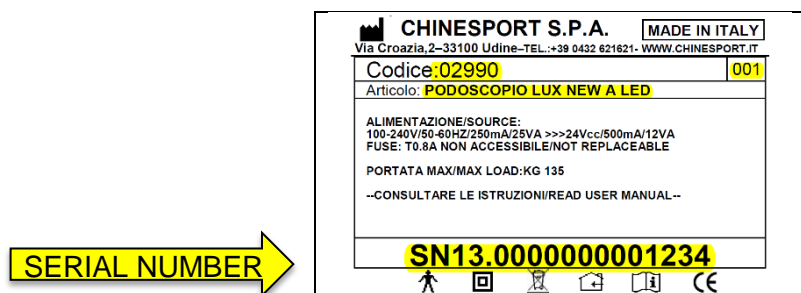 CHINESPORT S.P.A. MADE IN ITALY
Via Croazia,2–33100 Udine–TEL.:+39 0432 621621- WWW.CHINESPORT.IT
Codice:02990 001
Articolo: PODOSCOPIO LUX NEW A LED
ALIMENTAZIONE/SOURCE:
100-240V/50-60HZ/250mA/25VA >>>24Vcc/500mA/12VA
FUSE: T0.8A NON ACCESSIBILE/NOT REPLACEABLE
PORTATA MAX/MAX LOAD:KG 135
--CONSULTARE LE ISTRUZIONI/READ USER MANUAL--
SERIAL NUMBER
SN13.0000000001234
i CE